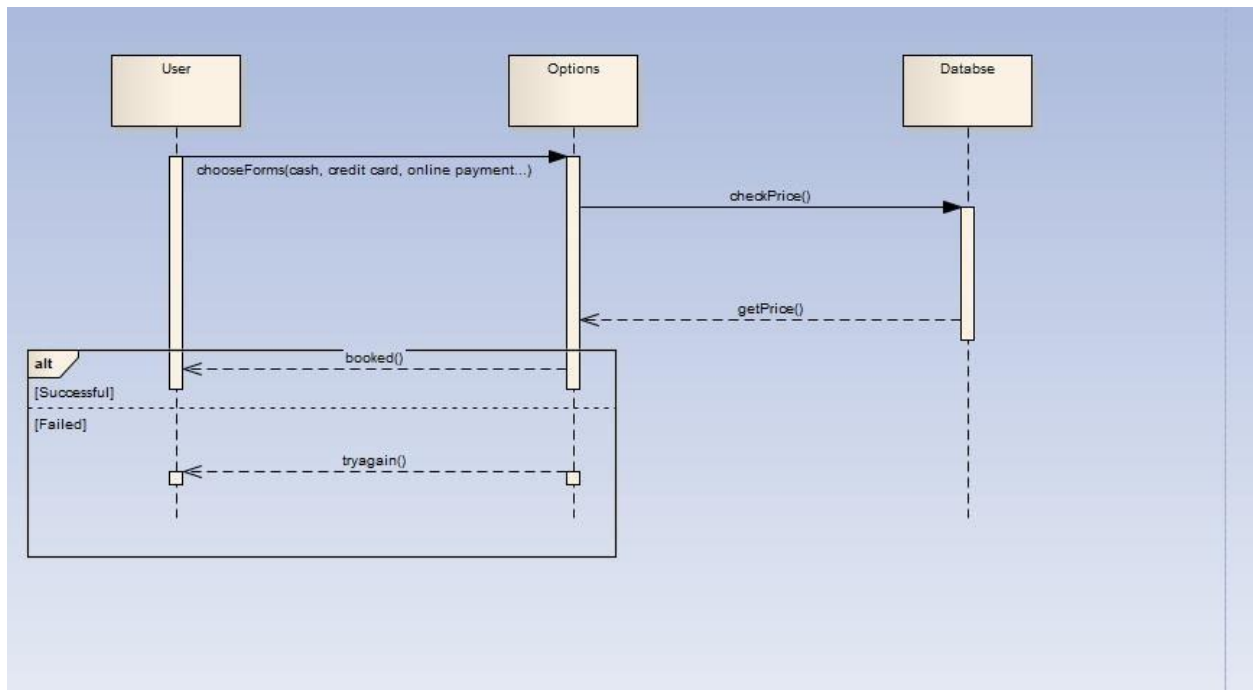 User
Options
Databse
chooseForms(cash, credit card, online payment...)
checkPrice()
getPrice()
alt
booked()
[Successful]
[Failed]
tryagain()